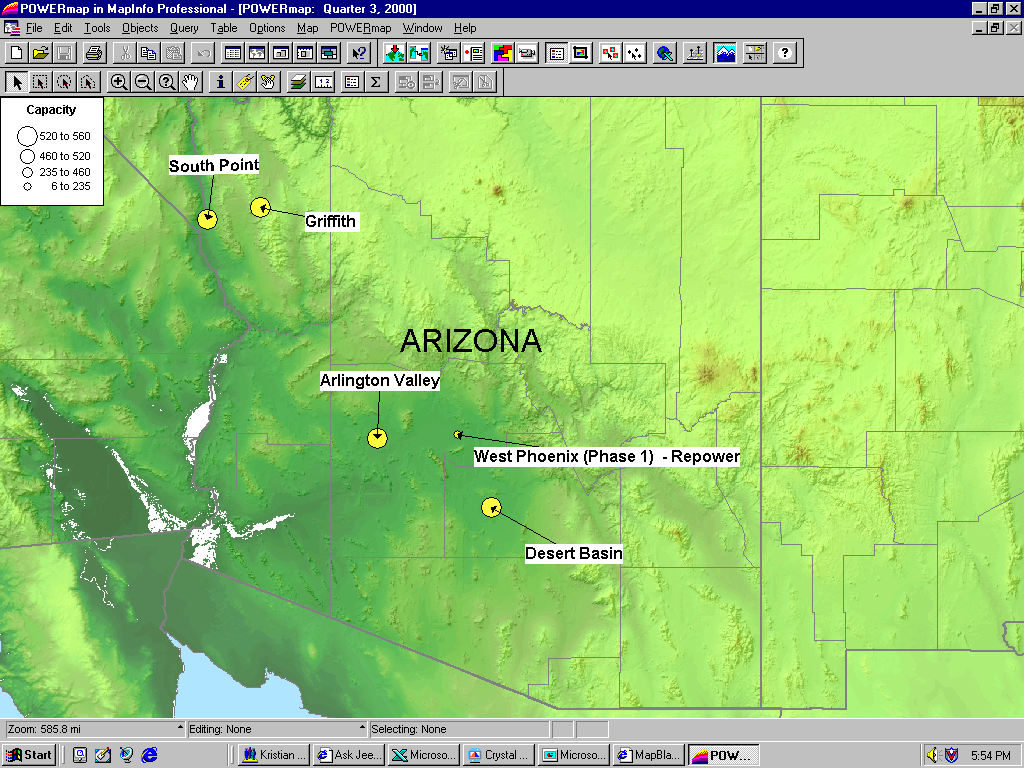 POWERmap in MapInfo Professional - [POWERmap: Quarter 3, 2000]
File Edit Tools Objects Query Table Options Map POWERmap Window Help
Capacity
520 to 560
460 to 520
235 to 460
6 to 235
South Point
Griffith
ARIZONA
Arlington Valley
West Phoenix (Phase 1) - Repower
Desert Basin
Zoom: 585.8 mi Editing: None Selecting: None
Start Kristian ... Ask Jee... Microso... Crystal ... Microso... MapBla... POW... 5:54 PM